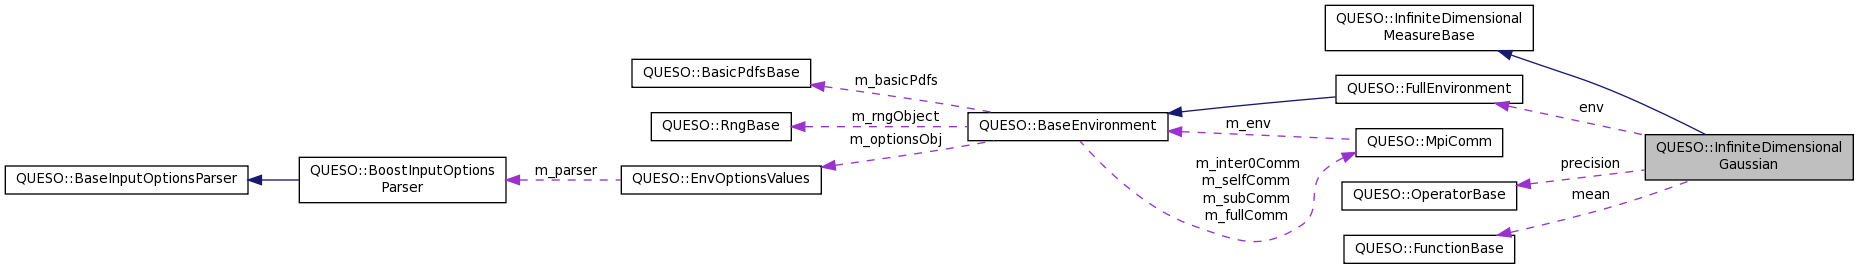 QUESO::InfiniteDimensional
MeasureBase
QUESO::BasicPdfsBase
m_basicPdfs
QUESO::FullEnvironment
env
QUESO::RngBase
m_rngObject
QUESO::BaseEnvironment
m_env
m_optionsObj
QUESO::MpiComm
QUESO::InfiniteDimensional
Gaussian
QUESO::BaseInputOptionsParser
QUESO::BoostInputOptions
Parser
m_parser
QUESO::EnvOptionsValues
m_inter0Comm
m_selfComm
m_subComm
m_fullComm
precision
QUESO::OperatorBase
mean
QUESO::FunctionBase